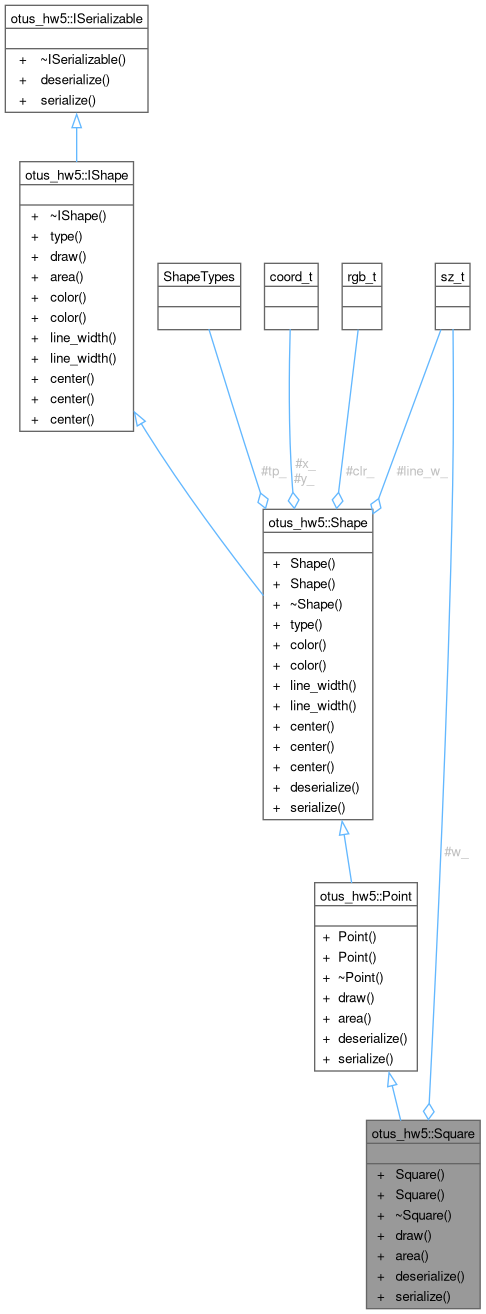 otus_hw5::ISerializable
+ ~ISerializable()
+ deserialize()
+ serialize()
otus_hw5::IShape
+ ~IShape()
+ type()
+ draw()
+ area()
+ color()
+ color()
+ line_width()
+ line_width()
+ center()
+ center()
+ center()
ShapeTypes
coord_t
rgb_t
sz_t
#tp_
#x_
#y_
#clr_
#line_w_
otus_hw5::Shape
+ Shape()
+ Shape()
+ ~Shape()
+ type()
+ color()
+ color()
+ line_width()
+ line_width()
+ center()
+ center()
+ center()
+ deserialize()
+ serialize()
#w_
otus_hw5::Point
+ Point()
+ Point()
+ ~Point()
+ draw()
+ area()
+ deserialize()
+ serialize()
otus_hw5::Square
+ Square()
+ Square()
+ ~Square()
+ draw()
+ area()
+ deserialize()
+ serialize()